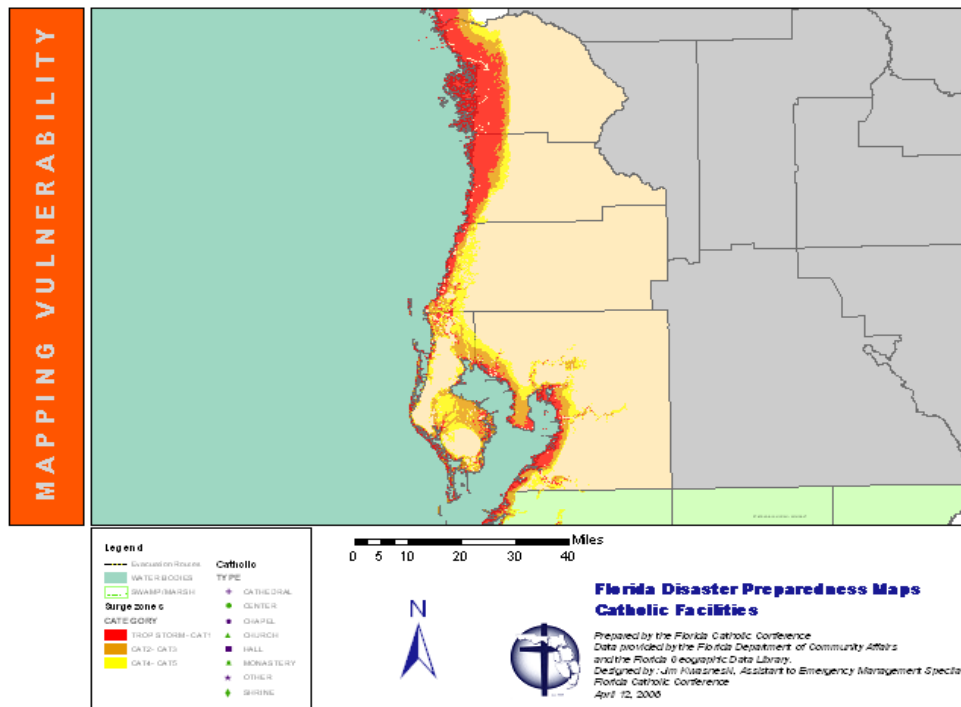 MAPPING VULNERABILITY
Legend
Evacuation Routes
WATER BODIES
SWAMP/MARSH
Surge zones
CATEGORY
TROP STORM- CAT1
CAT2- CAT3
CAT4- CAT5
Catholic
TYPE
CATHEDRAL
CENTER
CHAPEL
CHURCH
HALL
MONASTERY
OTHER
SHRINE
0 5 10 20 30 40 Miles
N
Florida Disaster Preparedness Maps
Catholic Facilities
Prepared by the Florida Catholic Conference
Data provided by the Florida Department of Community Affairs
and the Florida Geographic Data Library.
Designed by: Jim Kwasneski, Assistant to Emergency Management Special
Florida Catholic Conference
April 12, 2006